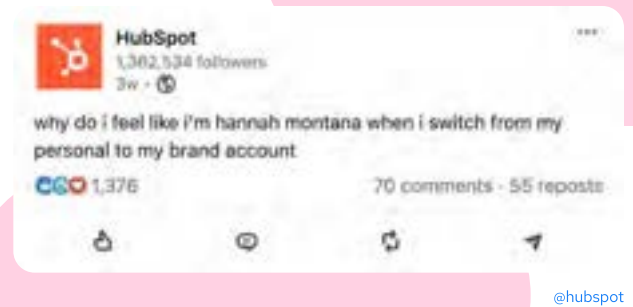 HubSpot
1,362,534 followers
3w •
why do i feel like i'm hannah montana when i switch from my
personal to my brand account
1,376
70 comments · 55 reposts
@hubspot